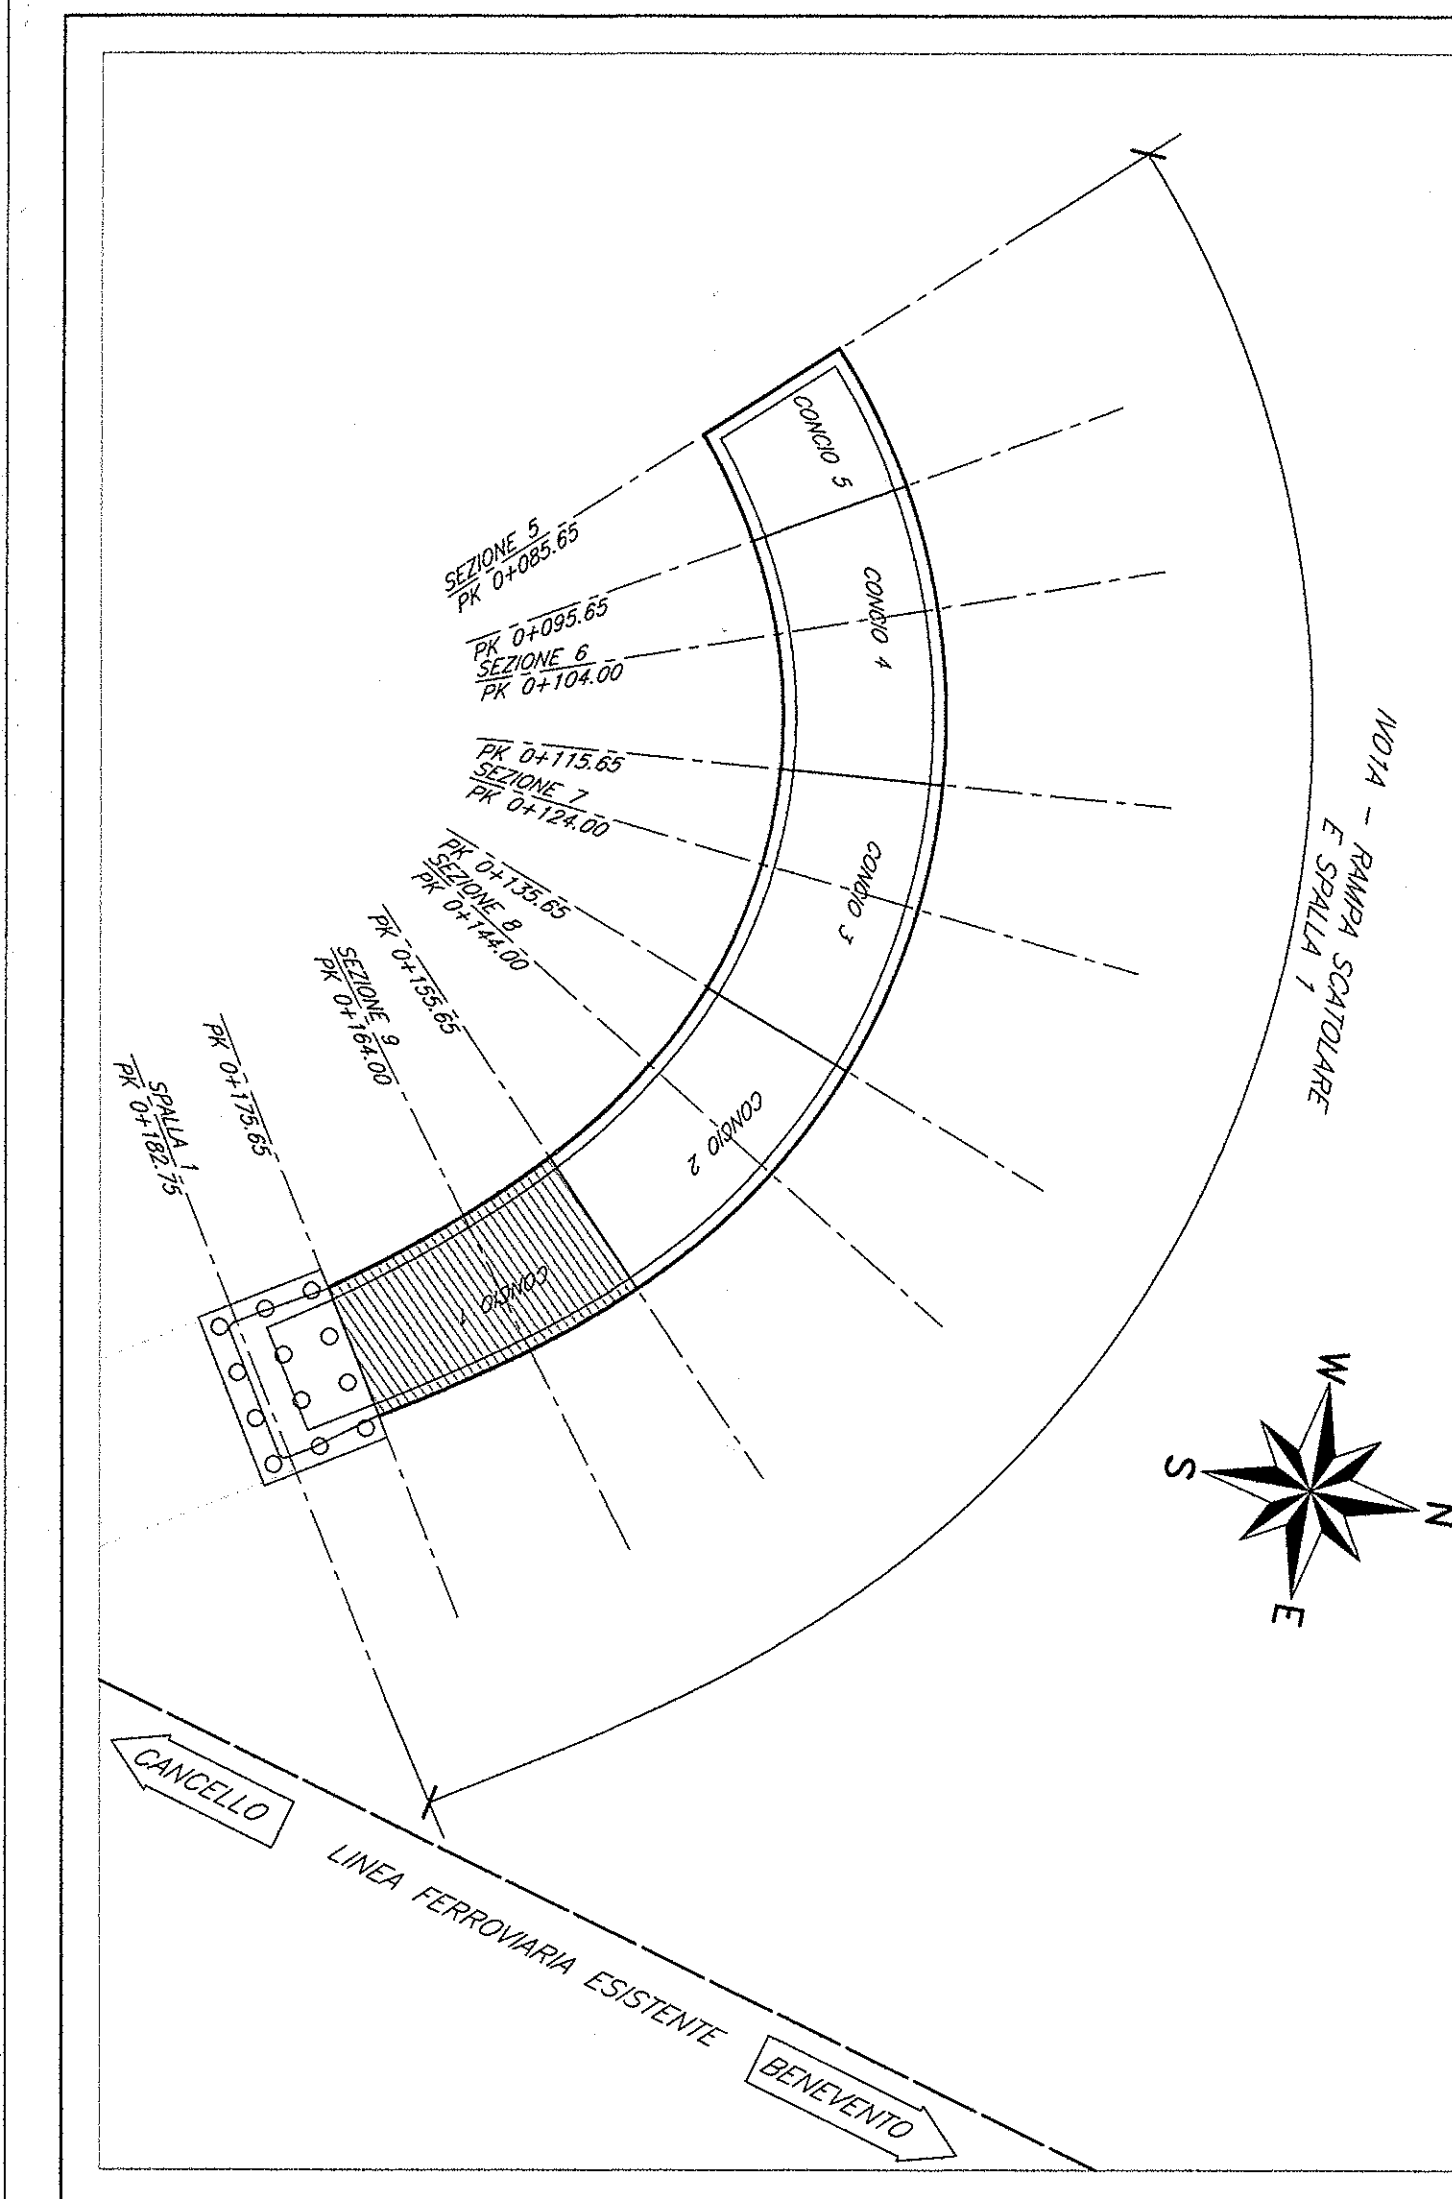 IV01A - RAMPA SCATOLARE
E SPALLA 1
CONCIO 5
CONCIO 4
CONCIO 3
CONCIO 2
CONCIO 1
SEZIONE 5
PK 0+085.65
PK 0+095.65
SEZIONE 6
PK 0+104.00
PK 0+115.65
SEZIONE 7
PK 0+124.00
PK 0+135.65
SEZIONE 8
PK 0+144.00
PK 0+155.65
SEZIONE 9
PK 0+164.00
PK 0+175.65
SPALLA 1
PK 0+182.75
W
S
N
E
CANCELLO
LINEA FERROVIARIA ESISTENTE
BENEVENTO